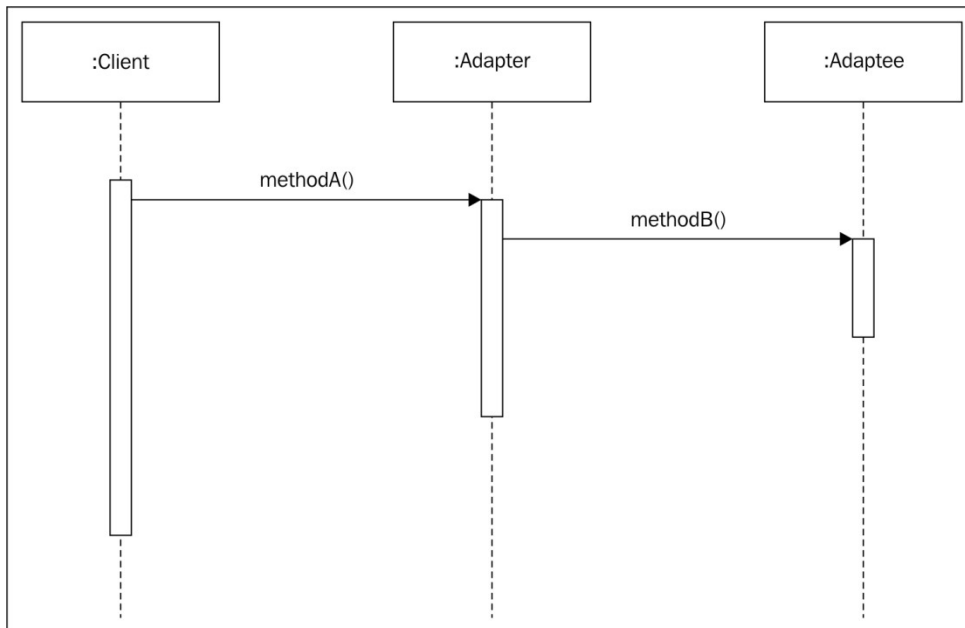 :Client
:Adapter
:Adaptee
methodA()
methodB()